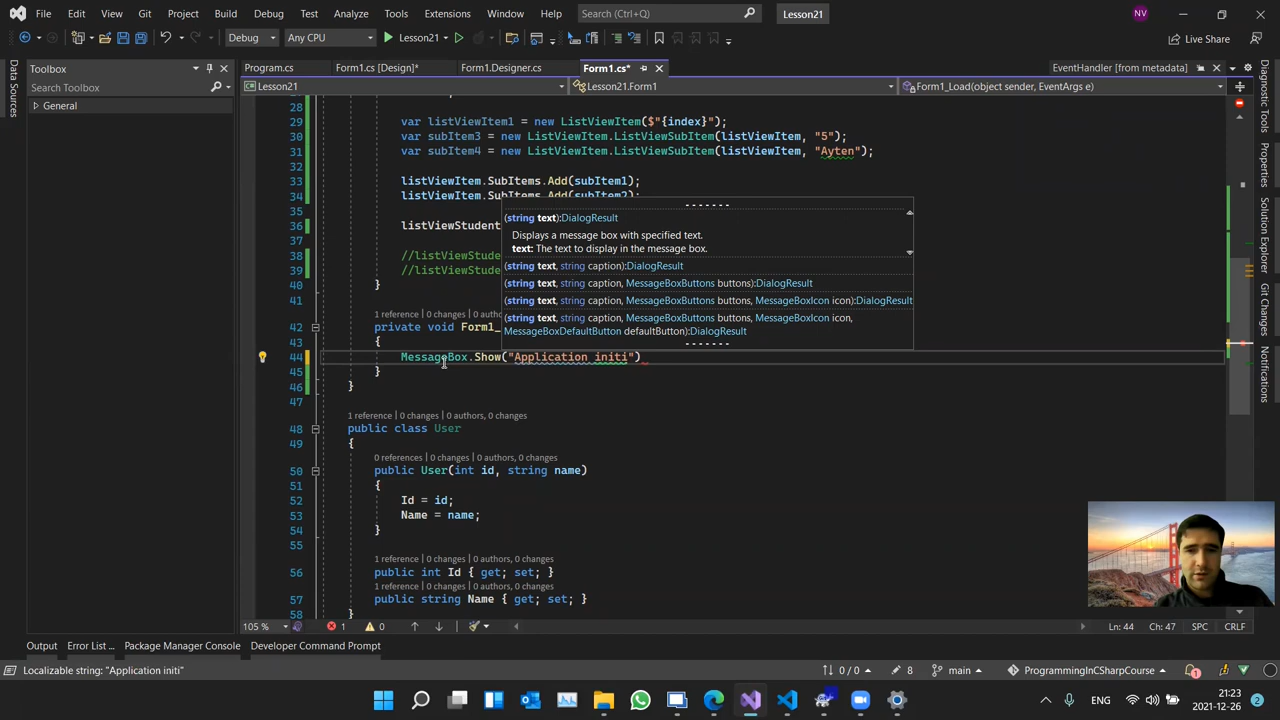 File Edit View Git Project Build Debug Test Analyze Tools Extensions Window Help Search (Ctrl+Q) Lesson21 NV
Debug Any CPU Lesson21 Live Share
Data Sources
Toolbox
Search Toolbox
General
Program.cs Form1.cs [Design]* Form1.Designer.cs Form1.cs* EventHandler [from metadata]
Lesson21 Lesson21.Form1 Form1_Load(object sender, EventArgs e)
28
29 var listViewItem1 = new ListViewItem($"{index}");
30 var subItem3 = new ListViewItem.ListViewSubItem(listViewItem, "5");
31 var subItem4 = new ListViewItem.ListViewSubItem(listViewItem, "Ayten");
32
33 listViewItem.SubItems.Add(subItem1);
34 listViewItem.SubItems.Add(subItem2);
35
36 listViewStudent
37
38 //listViewStude
39 //listViewStude
40 }
41
(string text):DialogResult
Displays a message box with specified text.
text: The text to display in the message box.
(string text, string caption):DialogResult
(string text, string caption, MessageBoxButtons buttons):DialogResult
(string text, string caption, MessageBoxButtons buttons, MessageBoxIcon icon):DialogResult
(string text, string caption, MessageBoxButtons buttons, MessageBoxIcon icon,
MessageBoxDefaultButton defaultButton):DialogResult
1 reference | 0 changes | 0 authors, 0 changes
42 private void Form1_
43 {
44 MessageBox.Show("Application initi")
45 }
46 }
47
1 reference | 0 changes | 0 authors, 0 changes
48 public class User
49 {
0 references | 0 changes | 0 authors, 0 changes
50 public User(int id, string name)
51 {
52 Id = id;
53 Name = name;
54 }
55
1 reference | 0 changes | 0 authors, 0 changes
56 public int Id { get; set; }
1 reference | 0 changes | 0 authors, 0 changes
57 public string Name { get; set; }
58 }
Diagnostic Tools
Properties
Solution Explorer
Notifications
105 % 1 0 Ln: 44 Ch: 47 SPC CRLF
Output Error List ... Package Manager Console Developer Command Prompt
Localizable string: "Application initi" 0 / 0 8 main ProgrammingInCSharpCourse 1
ENG 21:23
2021-12-26 2